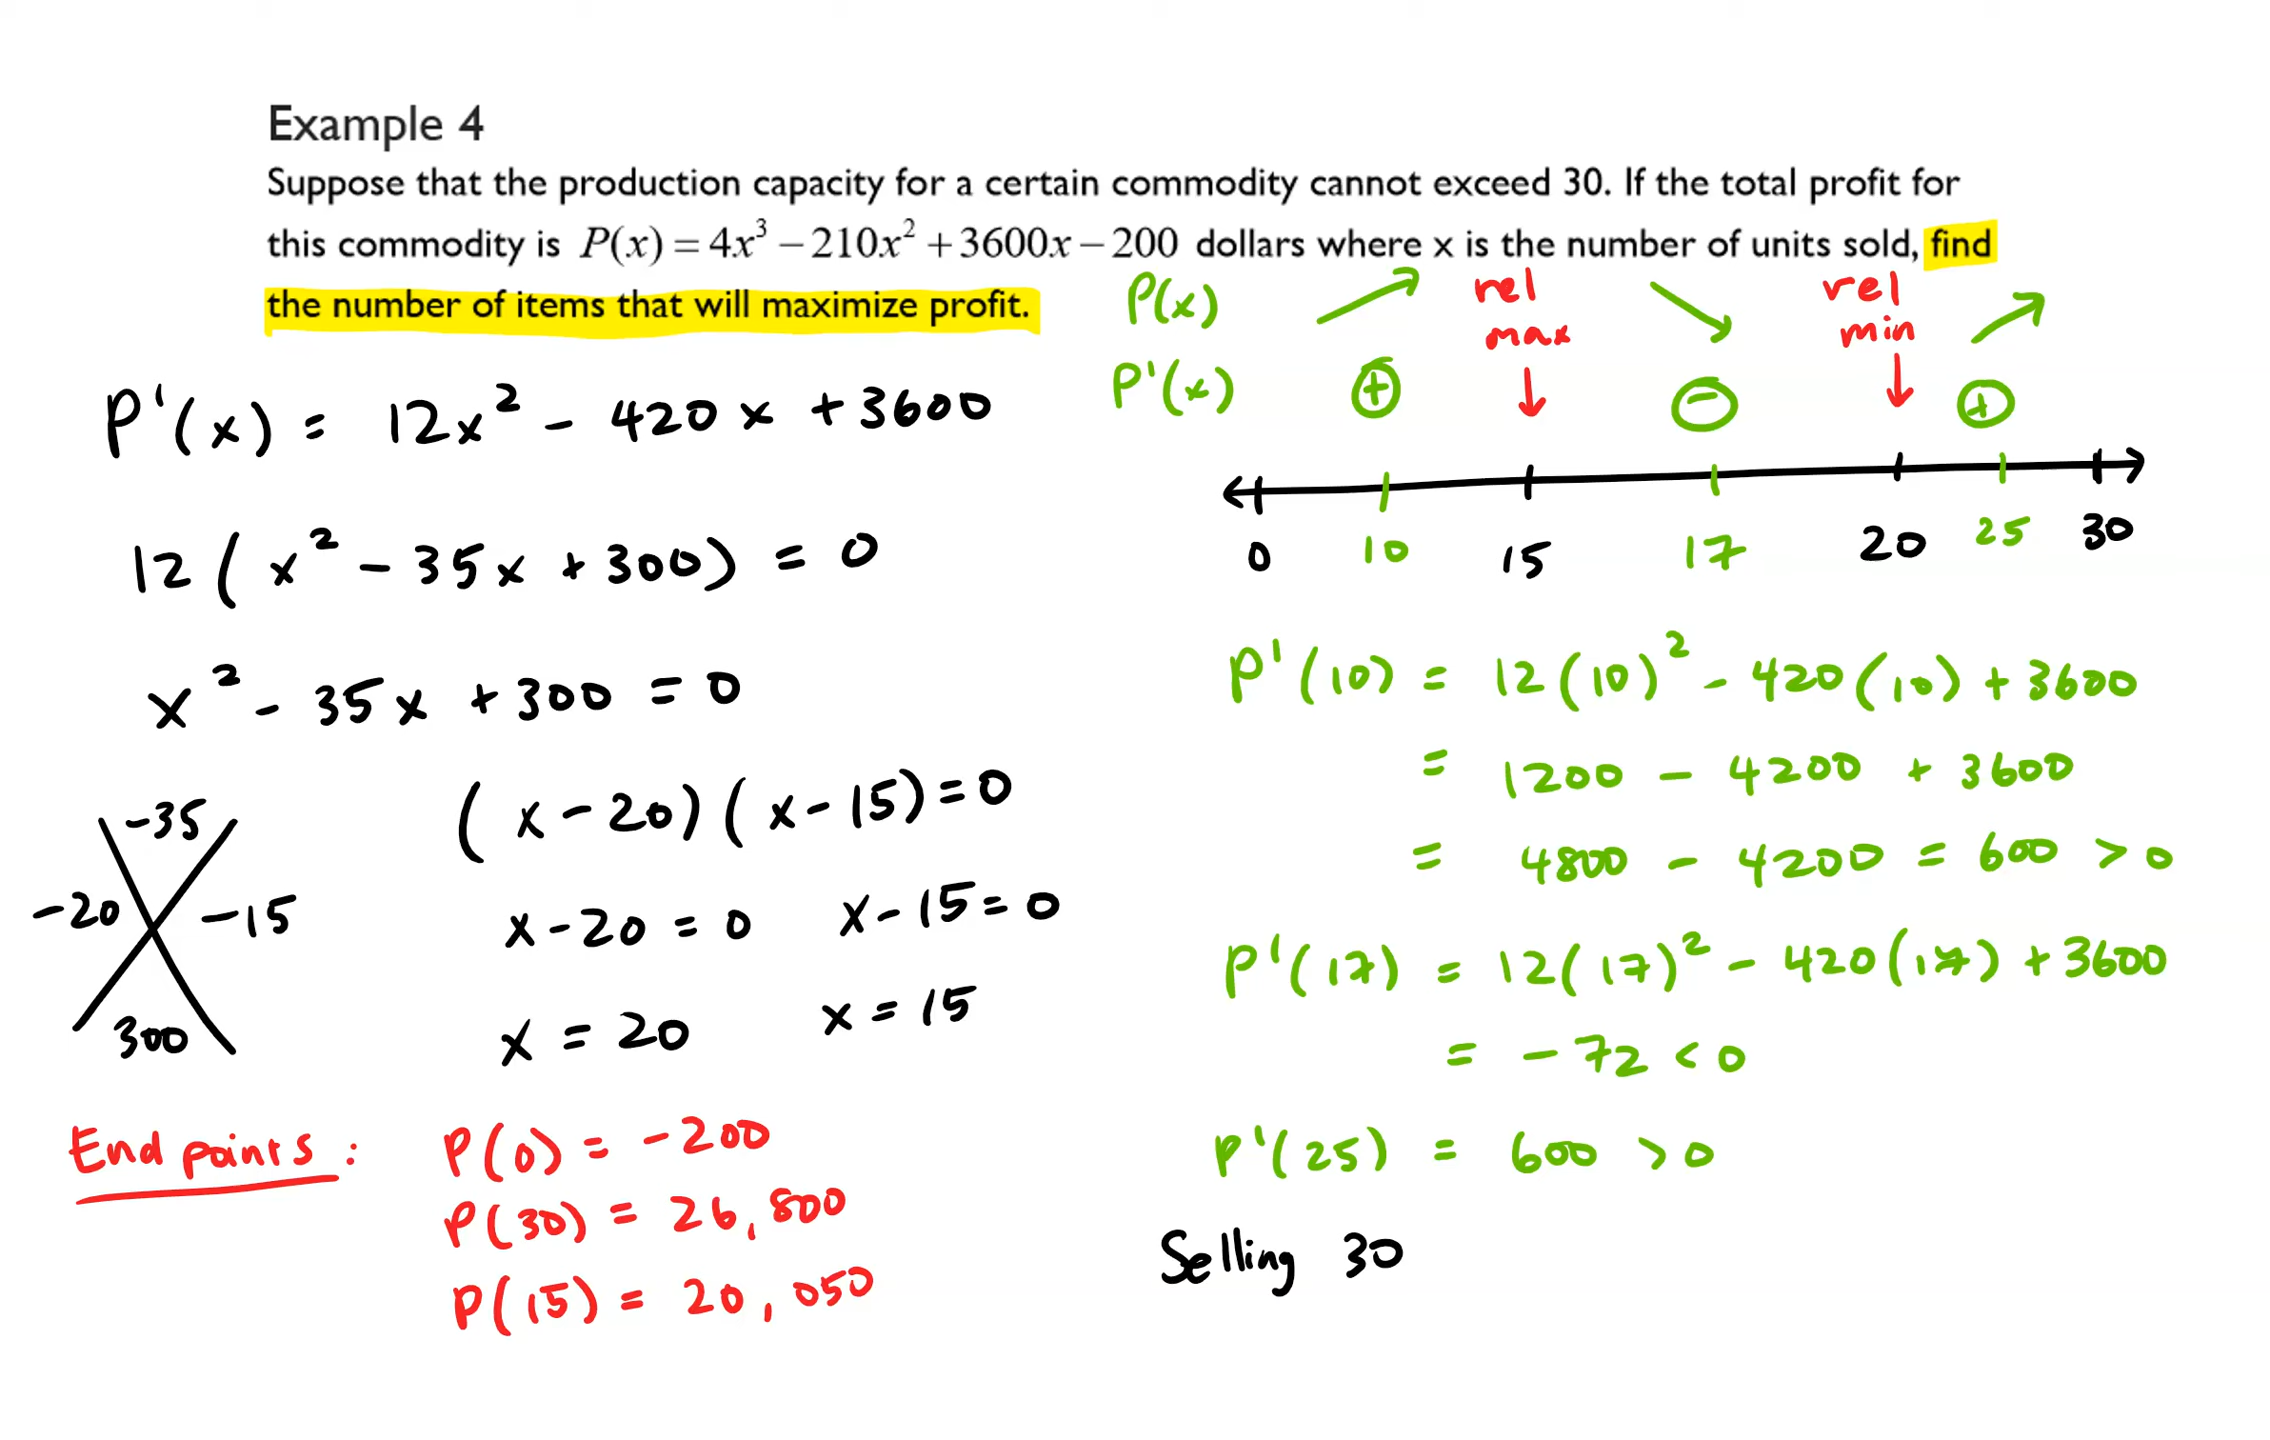 Example 4
Suppose that the production capacity for a certain commodity cannot exceed 30. If the total profit for
this commodity is P(x) = 4x³ − 210x² + 3600x − 200 dollars where x is the number of units sold, find
the number of items that will maximize profit.
P(x) rel max rel min
P'(x) + − +
0 10 15 17 20 25 30
P'(x) = 12x² - 420x + 3600
12(x² - 35x + 300) = 0
x² - 35x + 300 = 0
-35
-20 -15
300
(x-20)(x-15)=0
x-20=0 x-15=0
x = 20 x = 15
End points:
P(0) = -200
P(30) = 26,800
P(15) = 20,050
P'(10) = 12(10)² - 420(10) + 3600
= 1200 - 4200 + 3600
= 4800 - 4200 = 600 > 0
P'(17) = 12(17)² - 420(17) + 3600
= -72 < 0
P'(25) = 600 > 0
Selling 30